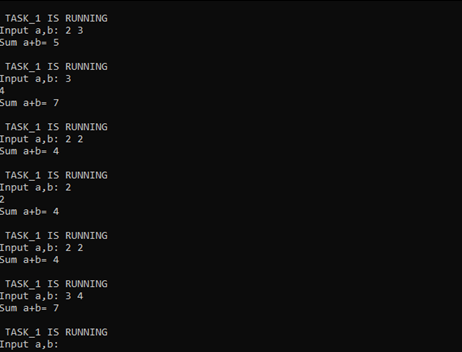 TASK_1 IS RUNNING
Input a,b: 2 3
Sum a+b= 5
TASK_1 IS RUNNING
Input a,b: 3
4
Sum a+b= 7
TASK_1 IS RUNNING
Input a,b: 2 2
Sum a+b= 4
TASK_1 IS RUNNING
Input a,b: 2
2
Sum a+b= 4
TASK_1 IS RUNNING
Input a,b: 2 2
Sum a+b= 4
TASK_1 IS RUNNING
Input a,b: 3 4
Sum a+b= 7
TASK_1 IS RUNNING
Input a,b: